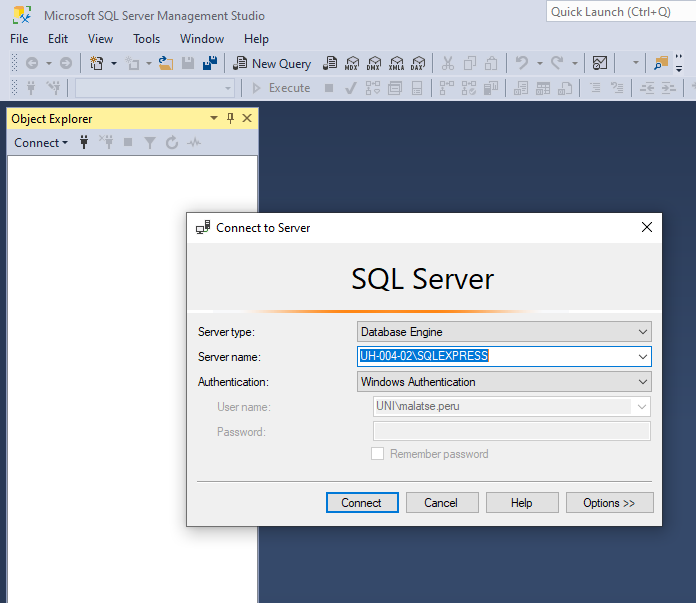 Microsoft SQL Server Management Studio
Quick Launch (Ctrl+Q)
File Edit View Tools Window Help
New Query MDX DMX XMLA DAX
Execute
Object Explorer
Connect
Connect to Server
SQL Server
Server type: Database Engine
Server name: UH-004-02\SQLEXPRESS
Authentication: Windows Authentication
User name: UNI\malatse.peru
Password:
Remember password
Connect Cancel Help Options >>